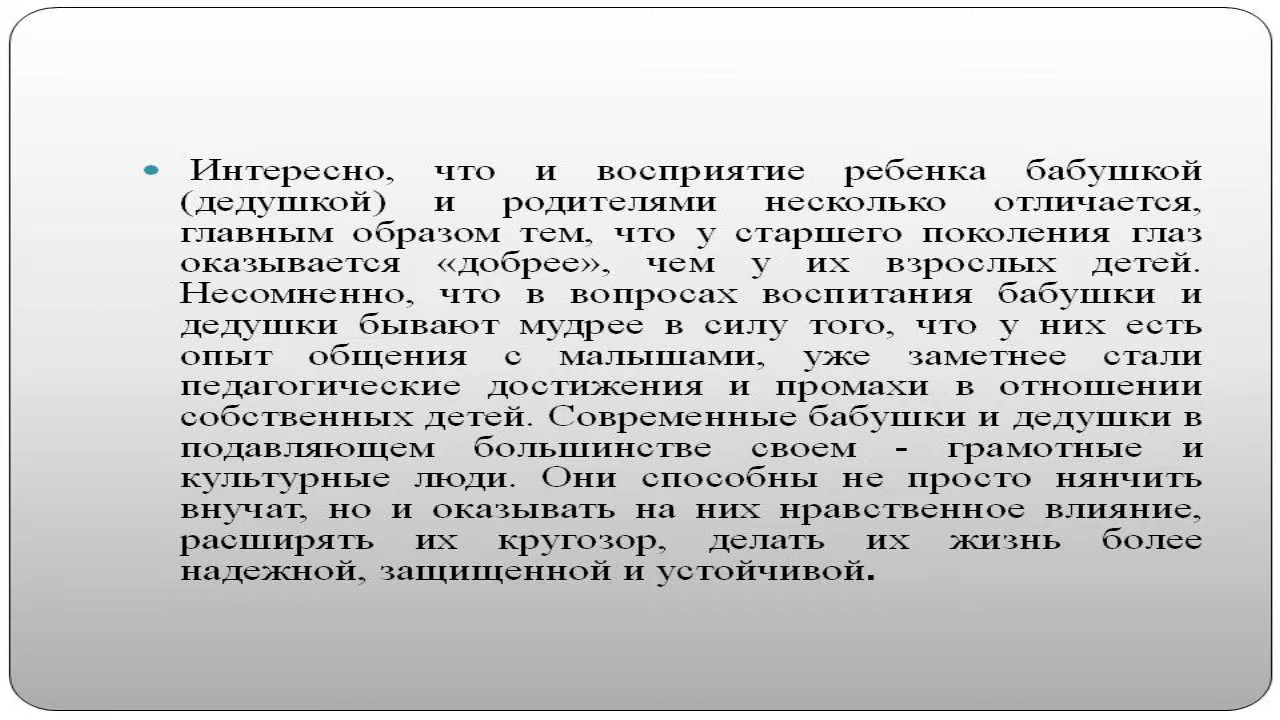 • Интересно, что и восприятие ребенка бабушкой
(дедушкой) и родителями несколько отличается,
главным образом тем, что у старшего поколения глаз
оказывается «добрее», чем у их взрослых детей.
Несомненно, что в вопросах воспитания бабушки и
дедушки бывают мудрее в силу того, что у них есть
опыт общения с малышами, уже заметнее стали
педагогические достижения и промахи в отношении
собственных детей. Современные бабушки и дедушки в
подавляющем большинстве своем - грамотные и
культурные люди. Они способны не просто нянчить
внучат, но и оказывать на них нравственное влияние,
расширять их кругозор, делать их жизнь более
надежной, защищенной и устойчивой.